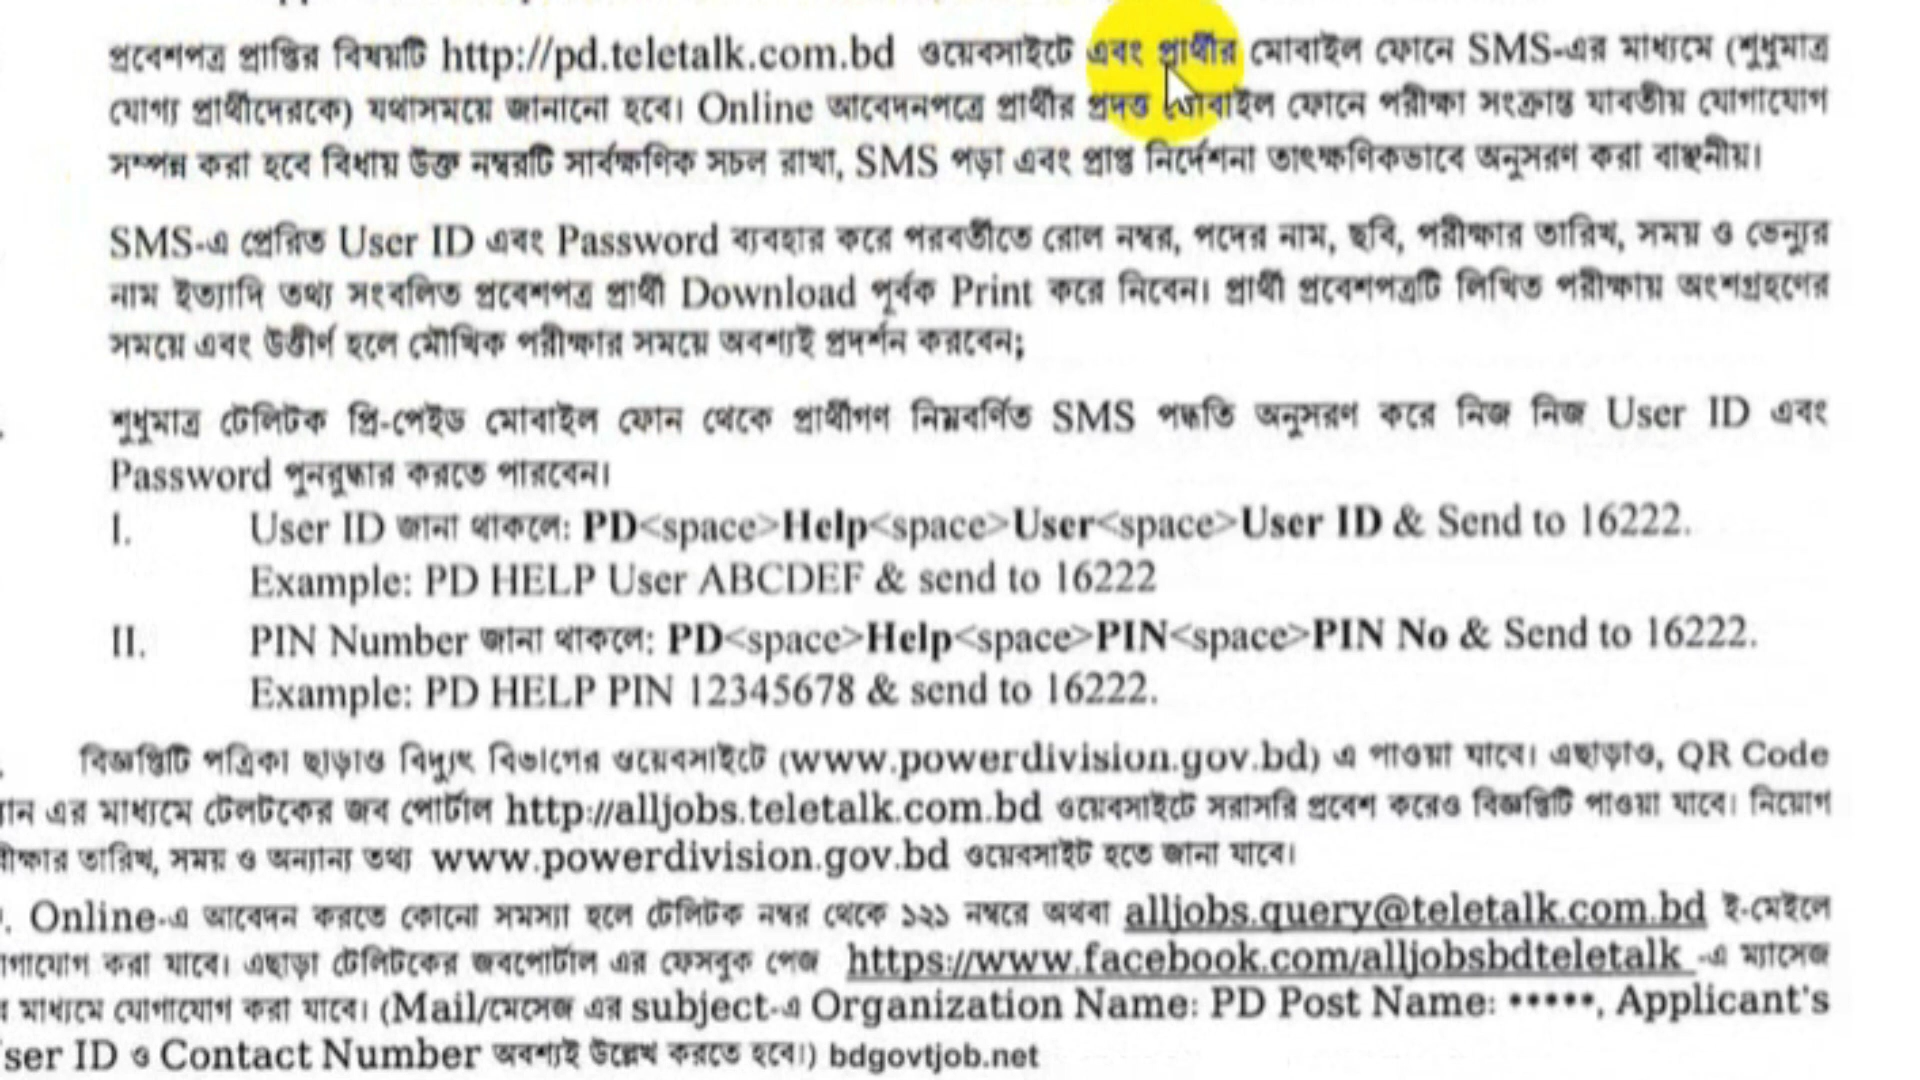 প্রবেশপত্র প্রাপ্তির বিষয়টি http://pd.teletalk.com.bd ওয়েবসাইটে এবং প্রার্থীর মোবাইল ফোনে SMS-এর মাধ্যমে (শুধুমাত্র
যোগ্য প্রার্থীদেরকে) যথাসময়ে জানানো হবে। Online আবেদনপত্রে প্রার্থীর প্রদত্ত মোবাইল ফোনে পরীক্ষা সংক্রান্ত যাবতীয় যোগাযোগ
সম্পন্ন করা হবে বিধায় উক্ত নম্বরটি সার্বক্ষণিক সচল রাখা, SMS পড়া এবং প্রাপ্ত নির্দেশনা তাৎক্ষণিকভাবে অনুসরণ করা বাঞ্ছনীয়।
SMS-এ প্রেরিত User ID এবং Password ব্যবহার করে পরবর্তীতে রোল নম্বর, পদের নাম, ছবি, পরীক্ষার তারিখ, সময় ও ভেন্যুর
নাম ইত্যাদি তথ্য সংবলিত প্রবেশপত্র প্রার্থী Download পূর্বক Print করে নিবেন। প্রার্থী প্রবেশপত্রটি লিখিত পরীক্ষায় অংশগ্রহণের
সময়ে এবং উত্তীর্ণ হলে মৌখিক পরীক্ষার সময়ে অবশ্যই প্রদর্শন করবেন;
শুধুমাত্র টেলিটক প্রি-পেইড মোবাইল ফোন থেকে প্রার্থীগণ নিম্নবর্ণিত SMS পদ্ধতি অনুসরণ করে নিজ নিজ User ID এবং
Password পুনরুদ্ধার করতে পারবেন।
I. User ID জানা থাকলে: PD<space>Help<space>User<space>User ID & Send to 16222.
Example: PD HELP User ABCDEF & send to 16222
II. PIN Number জানা থাকলে: PD<space>Help<space>PIN<space>PIN No & Send to 16222.
Example: PD HELP PIN 12345678 & send to 16222.
বিজ্ঞপ্তিটি পত্রিকা ছাড়াও বিদ্যুৎ বিভাগের ওয়েবসাইটে (www.powerdivision.gov.bd) এ পাওয়া যাবে। এছাড়াও, QR Code
এর মাধ্যমে টেলটকের জব পোর্টাল http://alljobs.teletalk.com.bd ওয়েবসাইটে সরাসরি প্রবেশ করেও বিজ্ঞপ্তিটি পাওয়া যাবে। নিয়োগ
তারিখ, সময় ও অন্যান্য তথ্য www.powerdivision.gov.bd ওয়েবসাইট হতে জানা যাবে।
. Online-এ আবেদন করতে কোনো সমস্যা হলে টেলিটক নম্বর থেকে ১২১ নম্বরে অথবা alljobs.query@teletalk.com.bd ই-মেইলে
করা যাবে। এছাড়া টেলিটকের জবপোর্টাল এর ফেসবুক পেজ https://www.facebook.com/alljobsbdteletalk -এ ম্যাসেজ
মাধ্যমে যোগাযোগ করা যাবে। (Mail/মেসেজ এর subject-এ Organization Name: PD Post Name: *****, Applicant's
ser ID ও Contact Number অবশ্যই উল্লেখ করতে হবে।) bdgovtjob.net